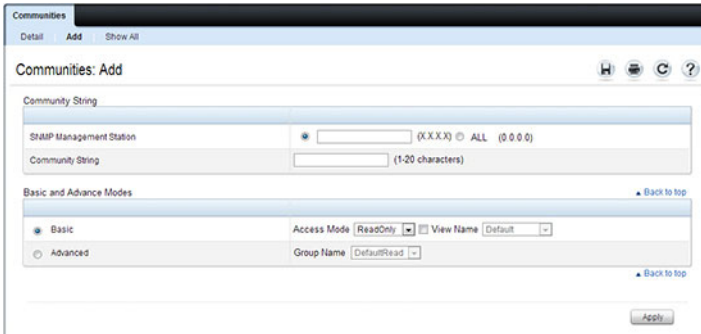 Communities
Detail Add Show All
Communities: Add
Community String
SNMP Management Station (X.X.X.X) ALL (0.0.0.0)
Community String (1-20 characters)
Basic and Advance Modes Back to top
Basic Access Mode ReadOnly View Name Default
Advanced Group Name DefaultRead
Back to top
Apply